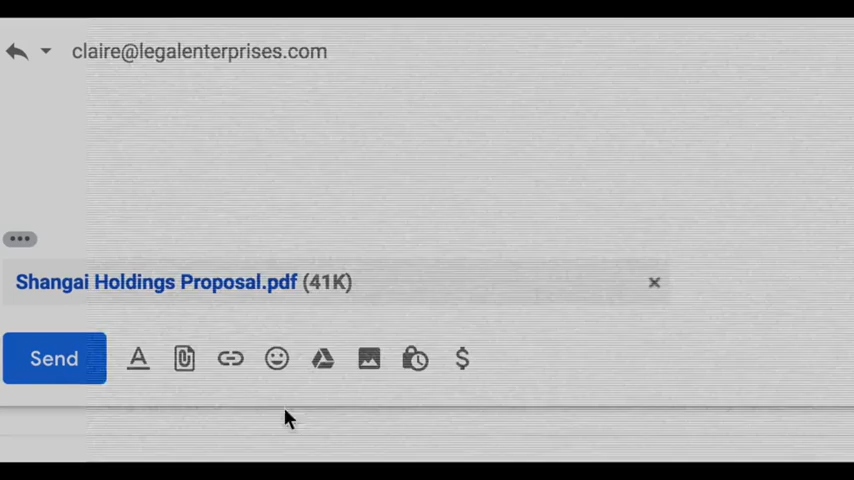 claire@legalenterprises.com
Shangai Holdings Proposal.pdf (41K)
Send